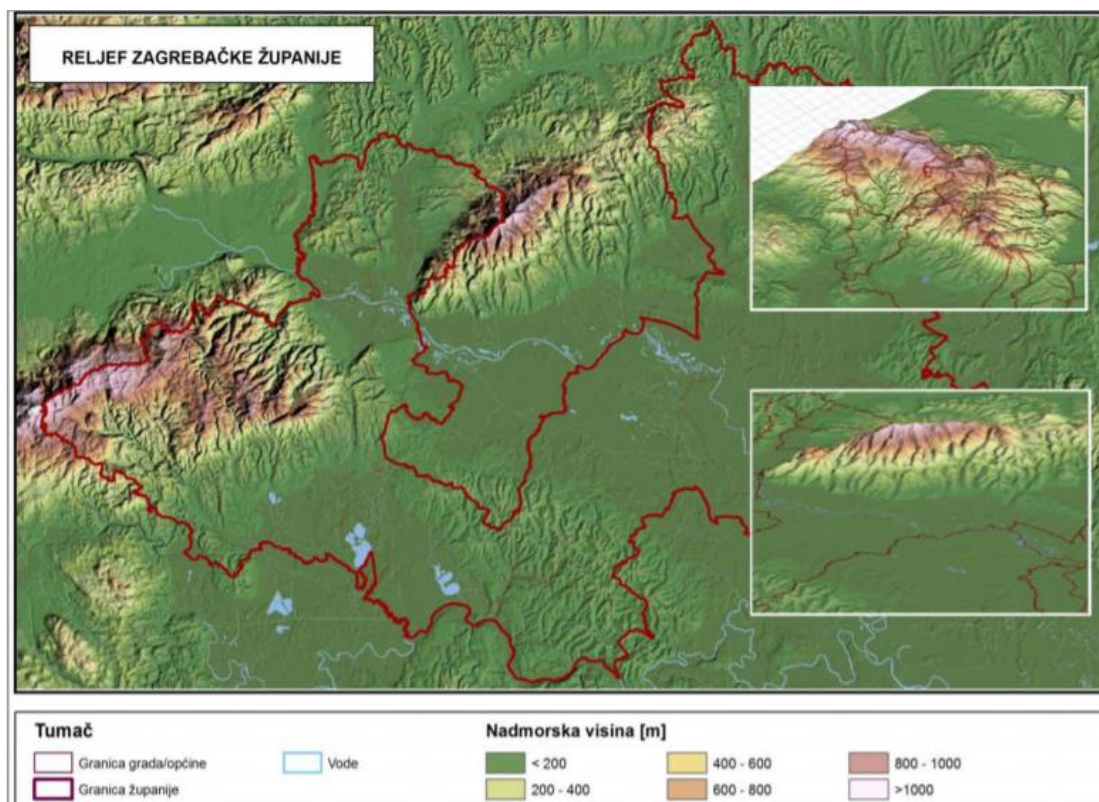 RELJEF ZAGREBAČKE ŽUPANIJE
Tumač
Granica grada/općine
Granica županije
Vode
Nadmorska visina [m]
< 200
200 - 400
400 - 600
600 - 800
800 - 1000
>1000